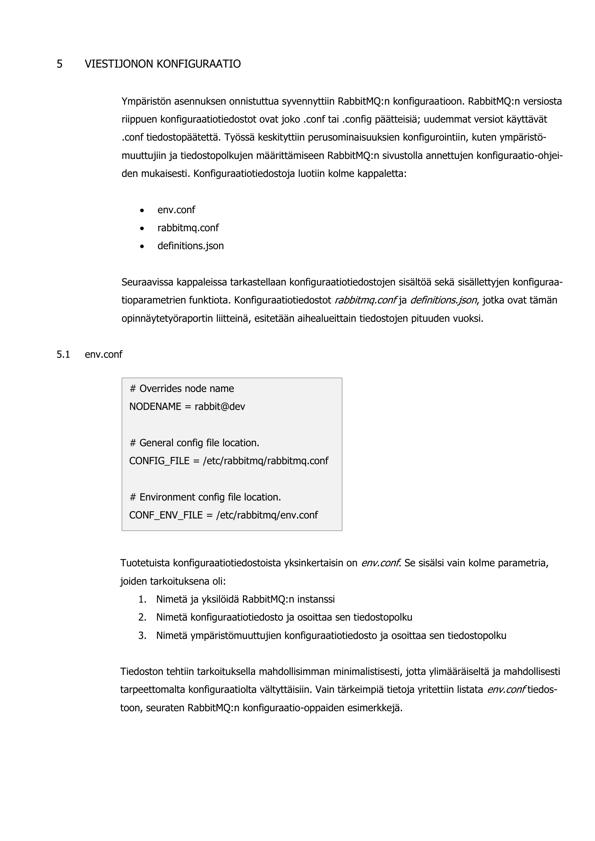 5 VIESTIJONON KONFIGURAATIO
Ympäristön asennuksen onnistuttua syvennyttiin RabbitMQ:n konfiguraatioon. RabbitMQ:n versiosta
riippuen konfiguraatiotiedostot ovat joko .conf tai .config päätteisiä; uudemmat versiot käyttävät
.conf tiedostopäätettä. Työssä keskityttiin perusominaisuuksien konfigurointiin, kuten ympäristö-
muuttujiin ja tiedostopolkujen määrittämiseen RabbitMQ:n sivustolla annettujen konfiguraatio-ohjei-
den mukaisesti. Konfiguraatiotiedostoja luotiin kolme kappaletta:
• env.conf
• rabbitmq.conf
• definitions.json
Seuraavissa kappaleissa tarkastellaan konfiguraatiotiedostojen sisältöä sekä sisällettyjen konfiguraa-
tioparametrien funktiota. Konfiguraatiotiedostot rabbitmq.conf ja definitions.json, jotka ovat tämän
opinnäytetyöraportin liitteinä, esitetään aihealueittain tiedostojen pituuden vuoksi.
5.1 env.conf
# Overrides node name
NODENAME = rabbit@dev
# General config file location.
CONFIG_FILE = /etc/rabbitmq/rabbitmq.conf
# Environment config file location.
CONF_ENV_FILE = /etc/rabbitmq/env.conf
Tuotetuista konfiguraatiotiedostoista yksinkertaisin on env.conf. Se sisälsi vain kolme parametria,
joiden tarkoituksena oli:
1. Nimetä ja yksilöidä RabbitMQ:n instanssi
2. Nimetä konfiguraatiotiedosto ja osoittaa sen tiedostopolku
3. Nimetä ympäristömuuttujien konfiguraatiotiedosto ja osoittaa sen tiedostopolku
Tiedoston tehtiin tarkoituksella mahdollisimman minimalistisesti, jotta ylimääräiseltä ja mahdollisesti
tarpeettomalta konfiguraatiolta vältyttäisiin. Vain tärkeimpiä tietoja yritettiin listata env.conf tiedos-
toon, seuraten RabbitMQ:n konfiguraatio-oppaiden esimerkkejä.